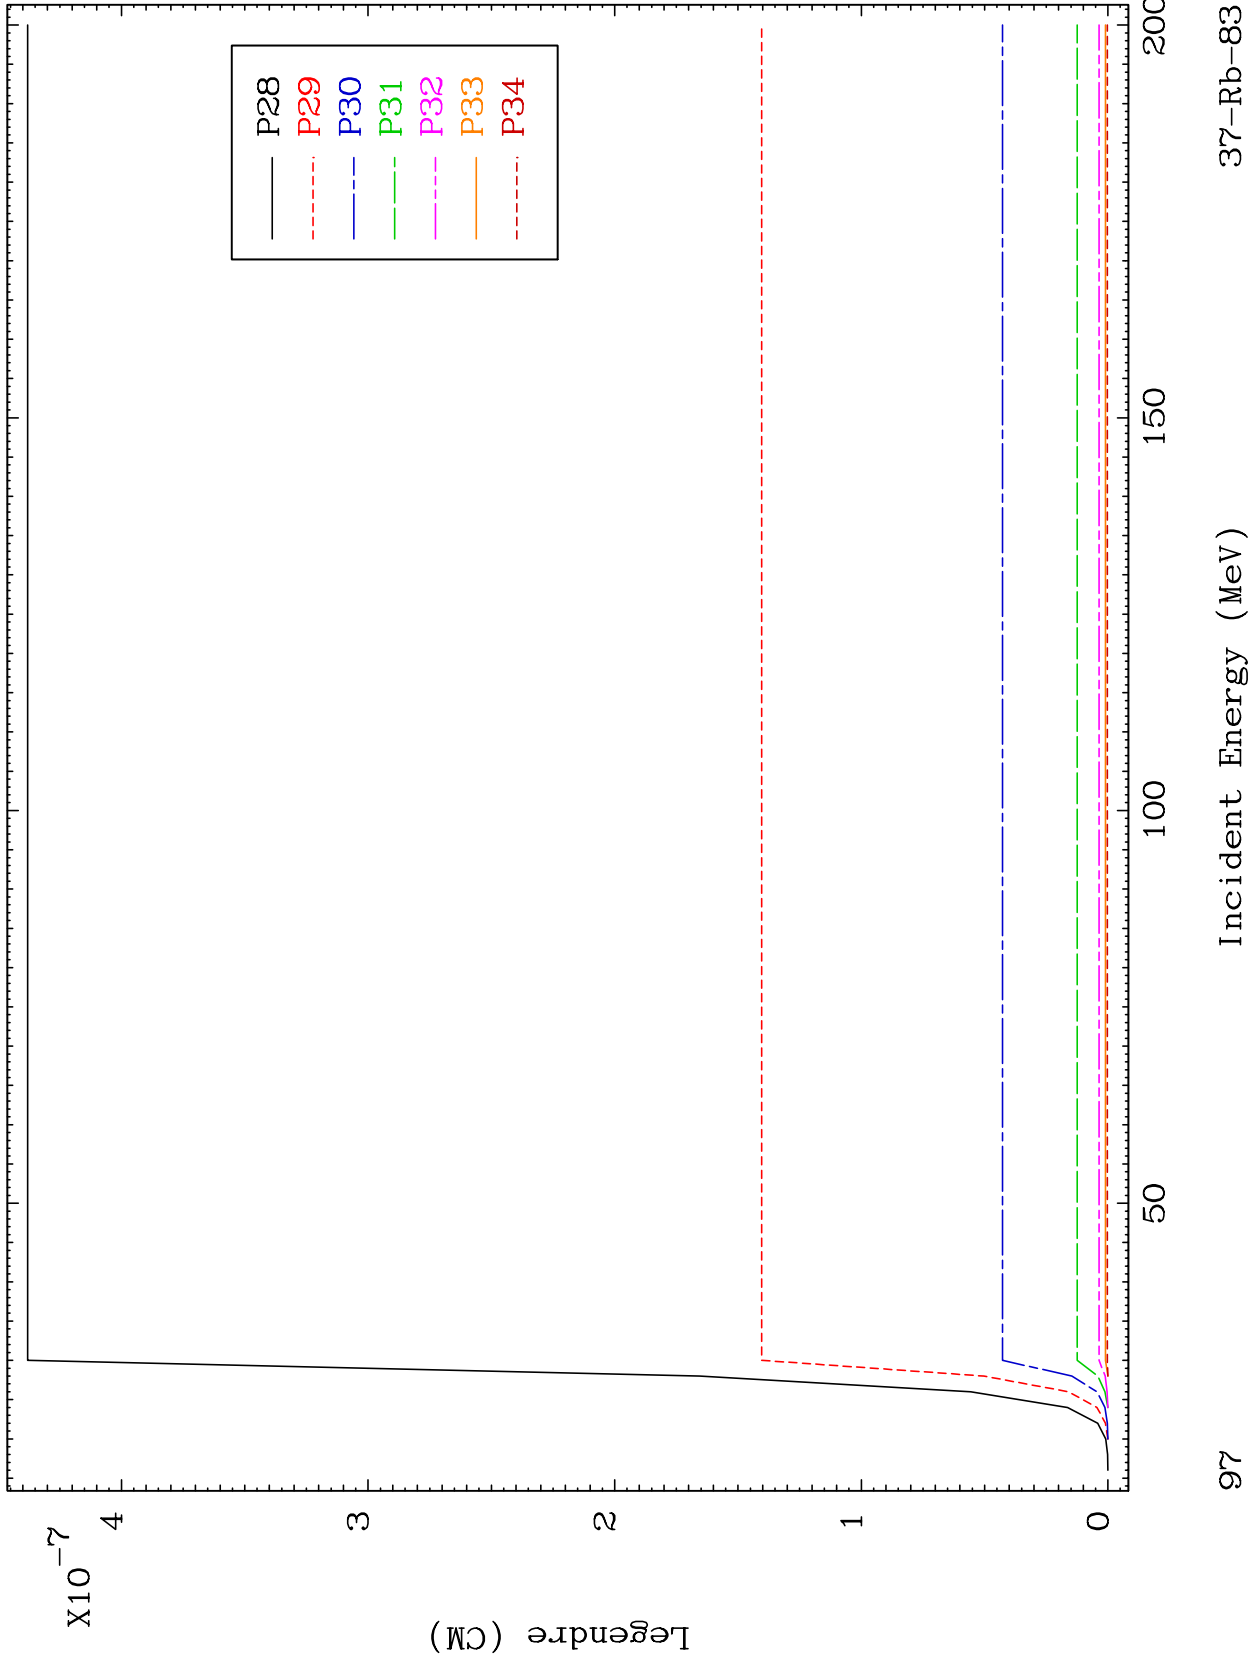 X10-7
4
3
2
1
0
Legendre (CM)
P28
P29
P30
P31
P32
P33
P34
50
100
150
200
Incident Energy (MeV)
97
37-Rb-83